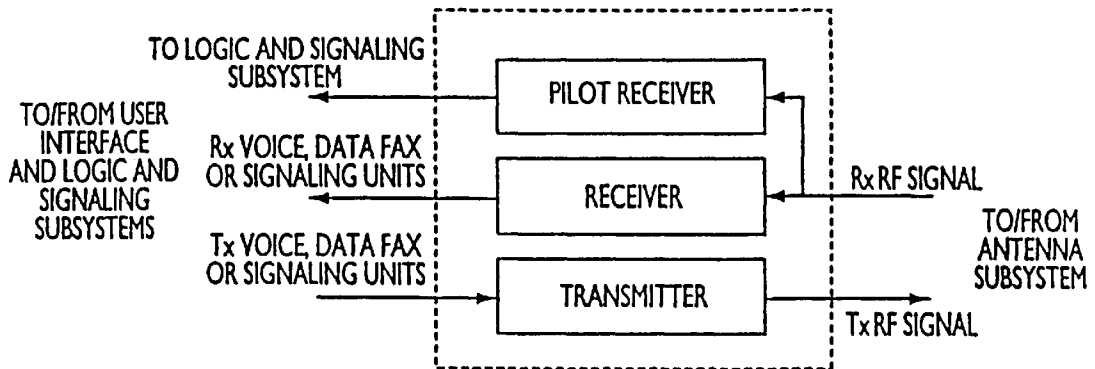 TO LOGIC AND SIGNALING
SUBSYSTEM
PILOT RECEIVER
TO/FROM USER
INTERFACE
AND LOGIC AND
SIGNALING
SUBSYSTEMS
Rx VOICE, DATA FAX
OR SIGNALING UNITS
RECEIVER
Rx RF SIGNAL
TO/FROM
ANTENNA
SUBSYSTEM
Tx VOICE, DATA FAX
OR SIGNALING UNITS
TRANSMITTER
Tx RF SIGNAL